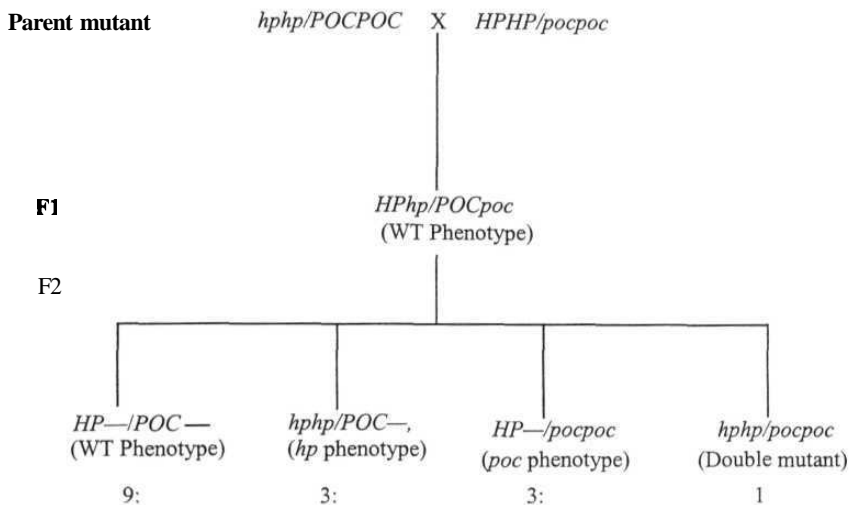 Parent mutant hphp/POCPOC X HPHP/pocpoc
F1 HPhp/POCpoc
(WT Phenotype)
F2
HP—/POC — hphp/POC—, HP—/pocpoc hphp/pocpoc
(WT Phenotype) (hp phenotype) (poc phenotype) (Double mutant)
9: 3: 3: 1